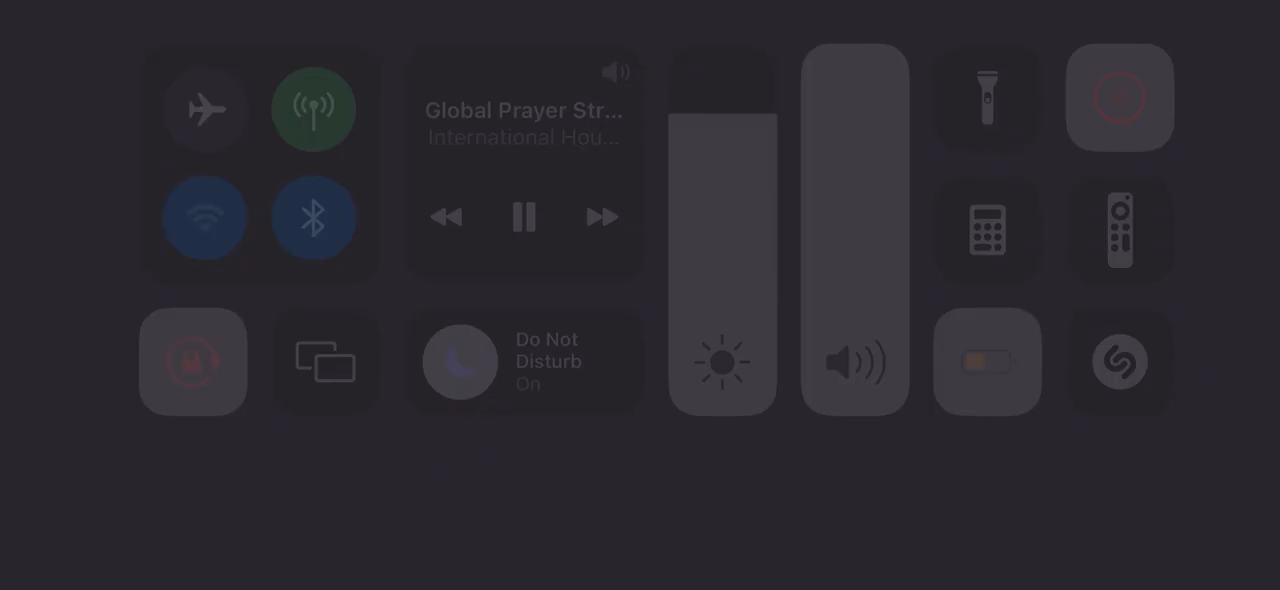 Global Prayer Str...
International Hou...
Do Not
Disturb
On